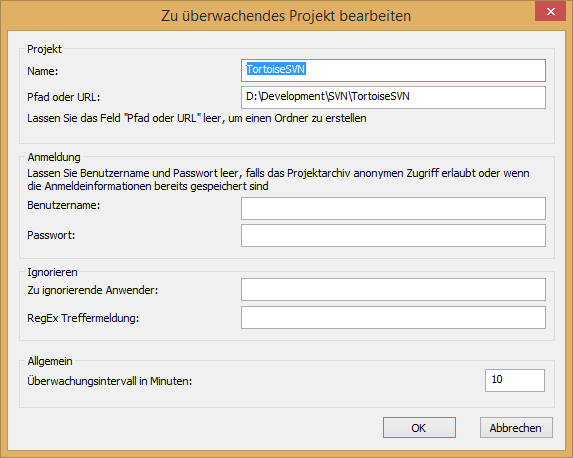 Zu überwachendes Projekt bearbeiten
Projekt
Name:
TortoiseSVN
Pfad oder URL:
D:\Development\SVN\TortoiseSVN
Lassen Sie das Feld "Pfad oder URL" leer, um einen Ordner zu erstellen
Anmeldung
Lassen Sie Benutzername und Passwort leer, falls das Projektarchiv anonymen Zugriff erlaubt oder wenn
die Anmeldeinformationen bereits gespeichert sind
Benutzername:
Passwort:
Ignorieren
Zu ignorierende Anwender:
RegEx Treffermeldung:
Allgemein
Überwachungsintervall in Minuten:
10
OK
Abbrechen